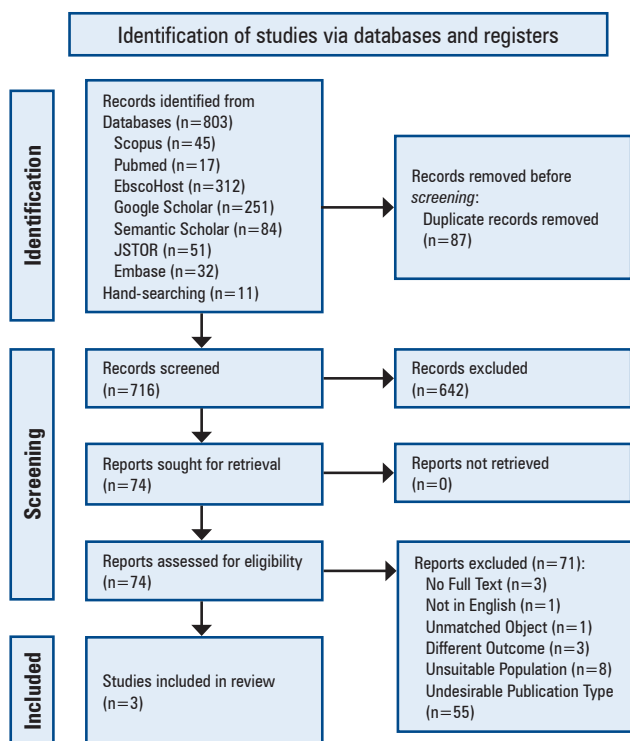 Identification of studies via databases and registers
Identification
Records identified from
Databases (n=803)
Scopus (n=45)
Pubmed (n=17)
EbscoHost (n=312)
Google Scholar (n=251)
Semantic Scholar (n=84)
JSTOR (n=51)
Embase (n=32)
Hand-searching (n=11)
Records removed before
screening:
Duplicate records removed
(n=87)
Screening
Records screened
(n=716)
Records excluded
(n=642)
Reports sought for retrieval
(n=74)
Reports not retrieved
(n=0)
Reports assessed for eligibility
(n=74)
Reports excluded (n=71):
No Full Text (n=3)
Not in English (n=1)
Unmatched Object (n=1)
Different Outcome (n=3)
Unsuitable Population (n=8)
Undesirable Publication Type
(n=55)
Included
Studies included in review
(n=3)